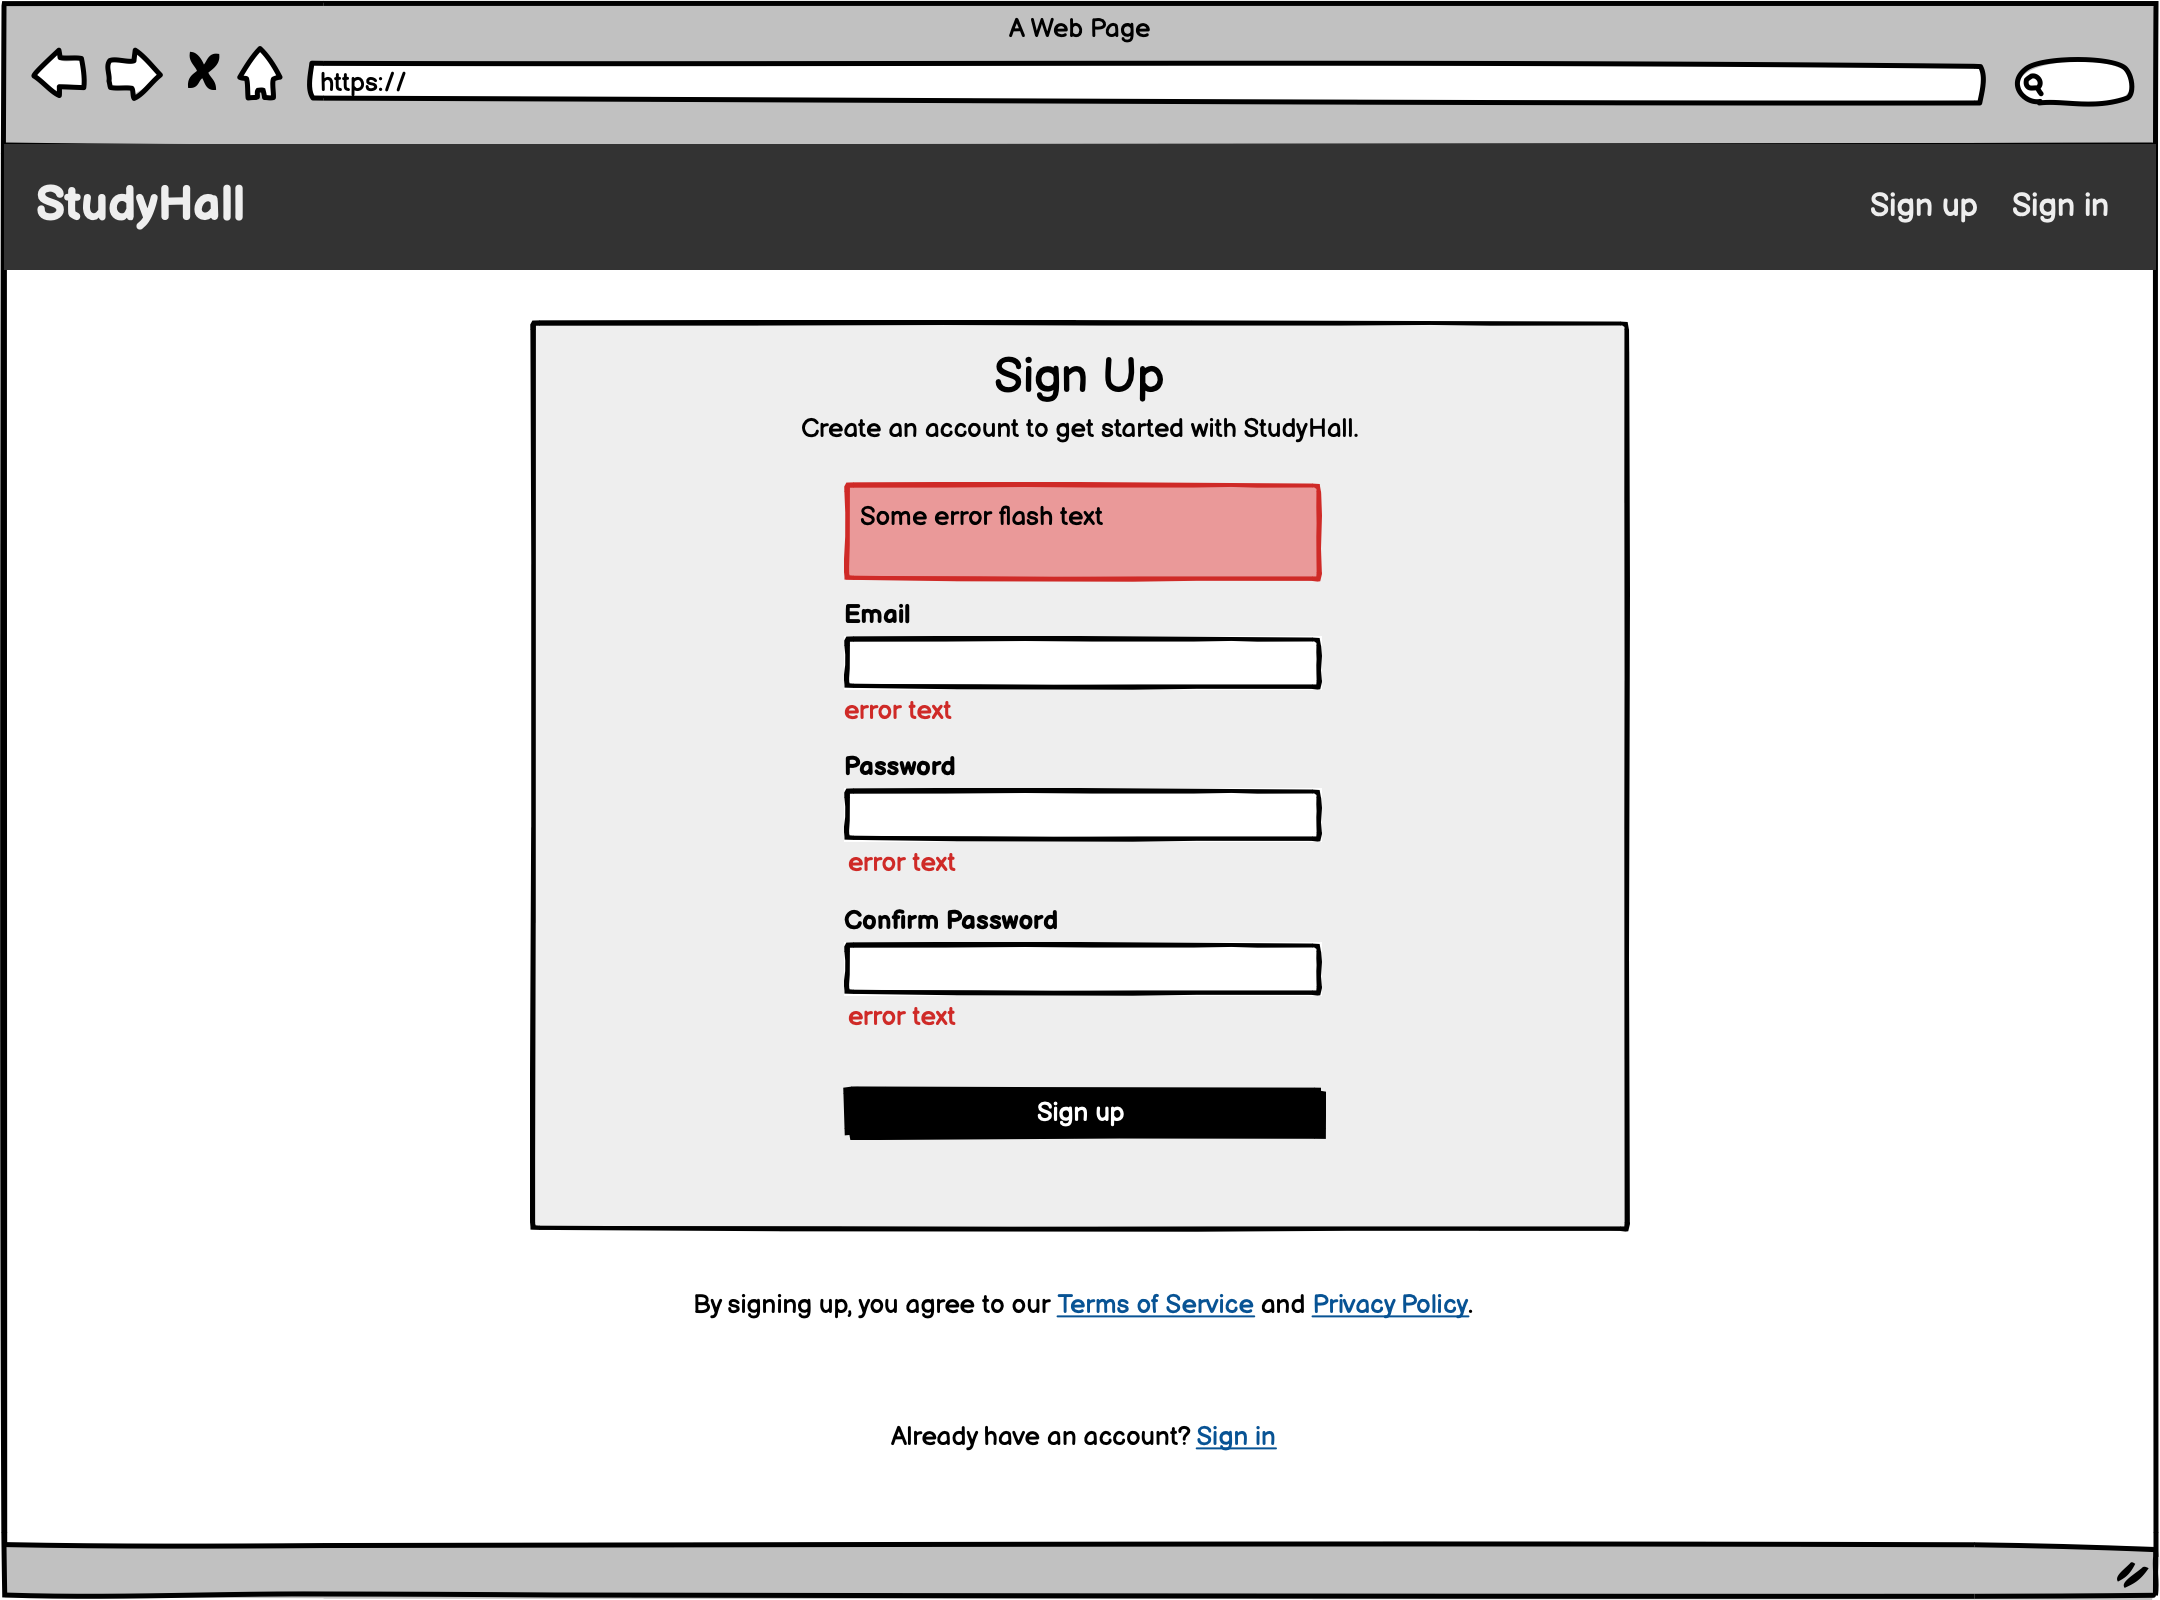 A Web Page
https://
StudyHall
Sign up Sign in
Sign Up
Create an account to get started with StudyHall.
Some error flash text
Email
error text
Password
error text
Confirm Password
error text
Sign up
By signing up, you agree to our Terms of Service and Privacy Policy.
Already have an account? Sign in